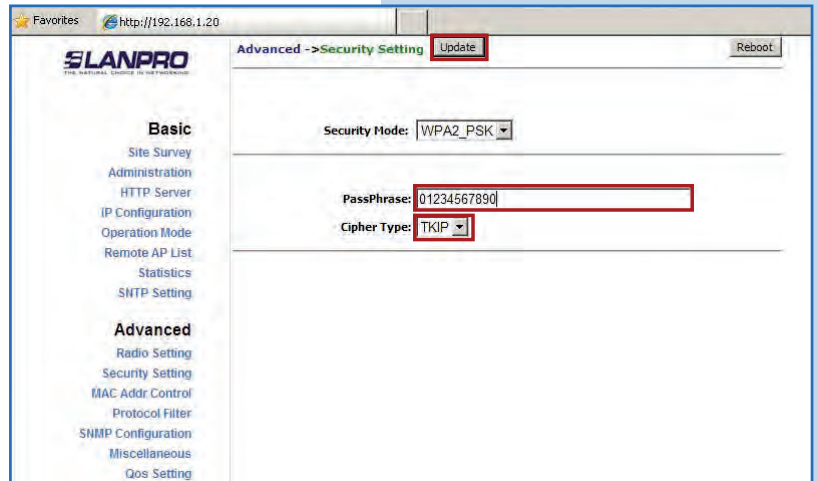 Favorites http://192.168.1.20
SLANPRO
THE NATURAL CHOICE IN NETWORKING
Advanced ->Security Setting Update Reboot
Security Mode: WPA2_PSK
PassPhrase: 01234567890
Cipher Type: TKIP
Basic
Site Survey
Administration
HTTP Server
IP Configuration
Operation Mode
Remote AP List
Statistics
SNTP Setting
Advanced
Radio Setting
Security Setting
MAC Addr Control
Protocol Filter
SNMP Configuration
Miscellaneous
Qos Setting